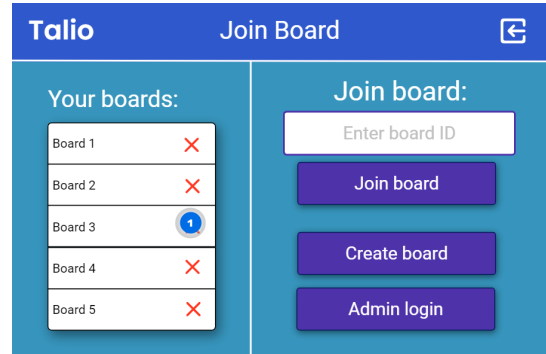 Talio
Join Board
Your boards:
Board 1
Board 2
Board 3
1
Board 4
Board 5
Join board:
Enter board ID
Join board
Create board
Admin login